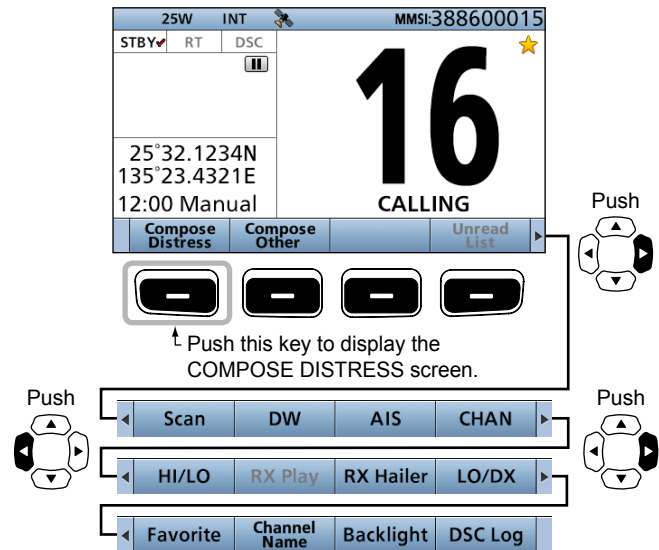 25W INT MMSI:388600015
STBY RT DSC
16
25°32.1234N
135°23.4321E
12:00 Manual
CALLING
Compose Distress Compose Other Unread List
Push
Push this key to display the
COMPOSE DISTRESS screen.
Push
Push
Scan DW AIS CHAN
HI/LO RX Play RX Hailer LO/DX
Favorite Channel Name Backlight DSC Log